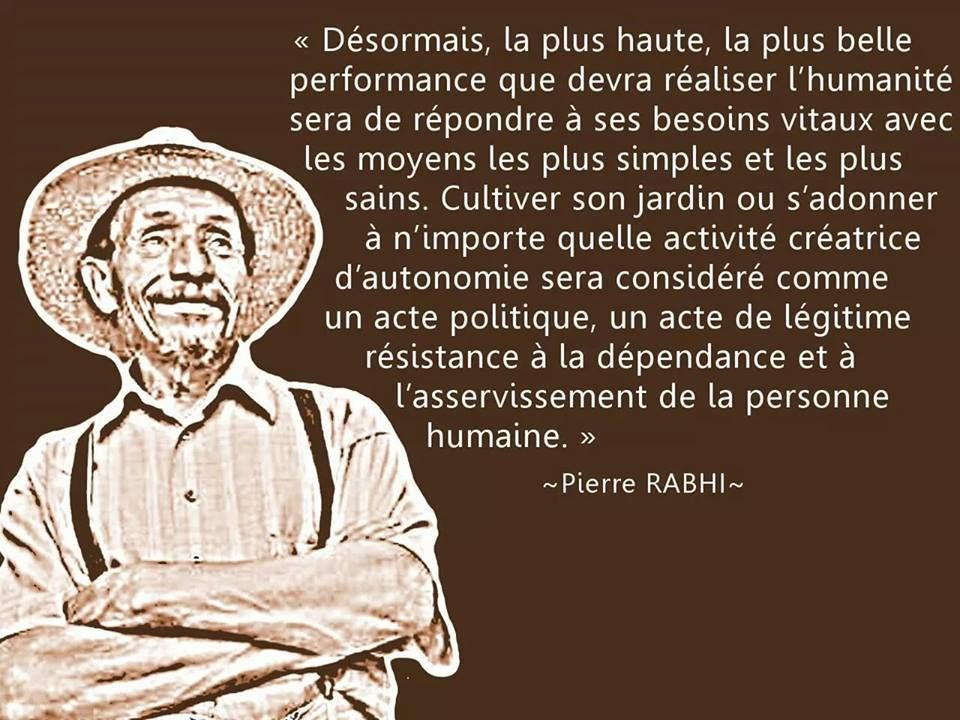 « Désormais, la plus haute, la plus belle
performance que devra réaliser l’humanité
sera de répondre à ses besoins vitaux avec
les moyens les plus simples et les plus
sains. Cultiver son jardin ou s‘adonner
à n’importe quelle activité créatrice
d’autonomie sera considéré comme
un acte politique, un acte de légitime
résistance à la dépendance et à
l’asservissement de la personne
humaine. »
~Pierre RABHI~